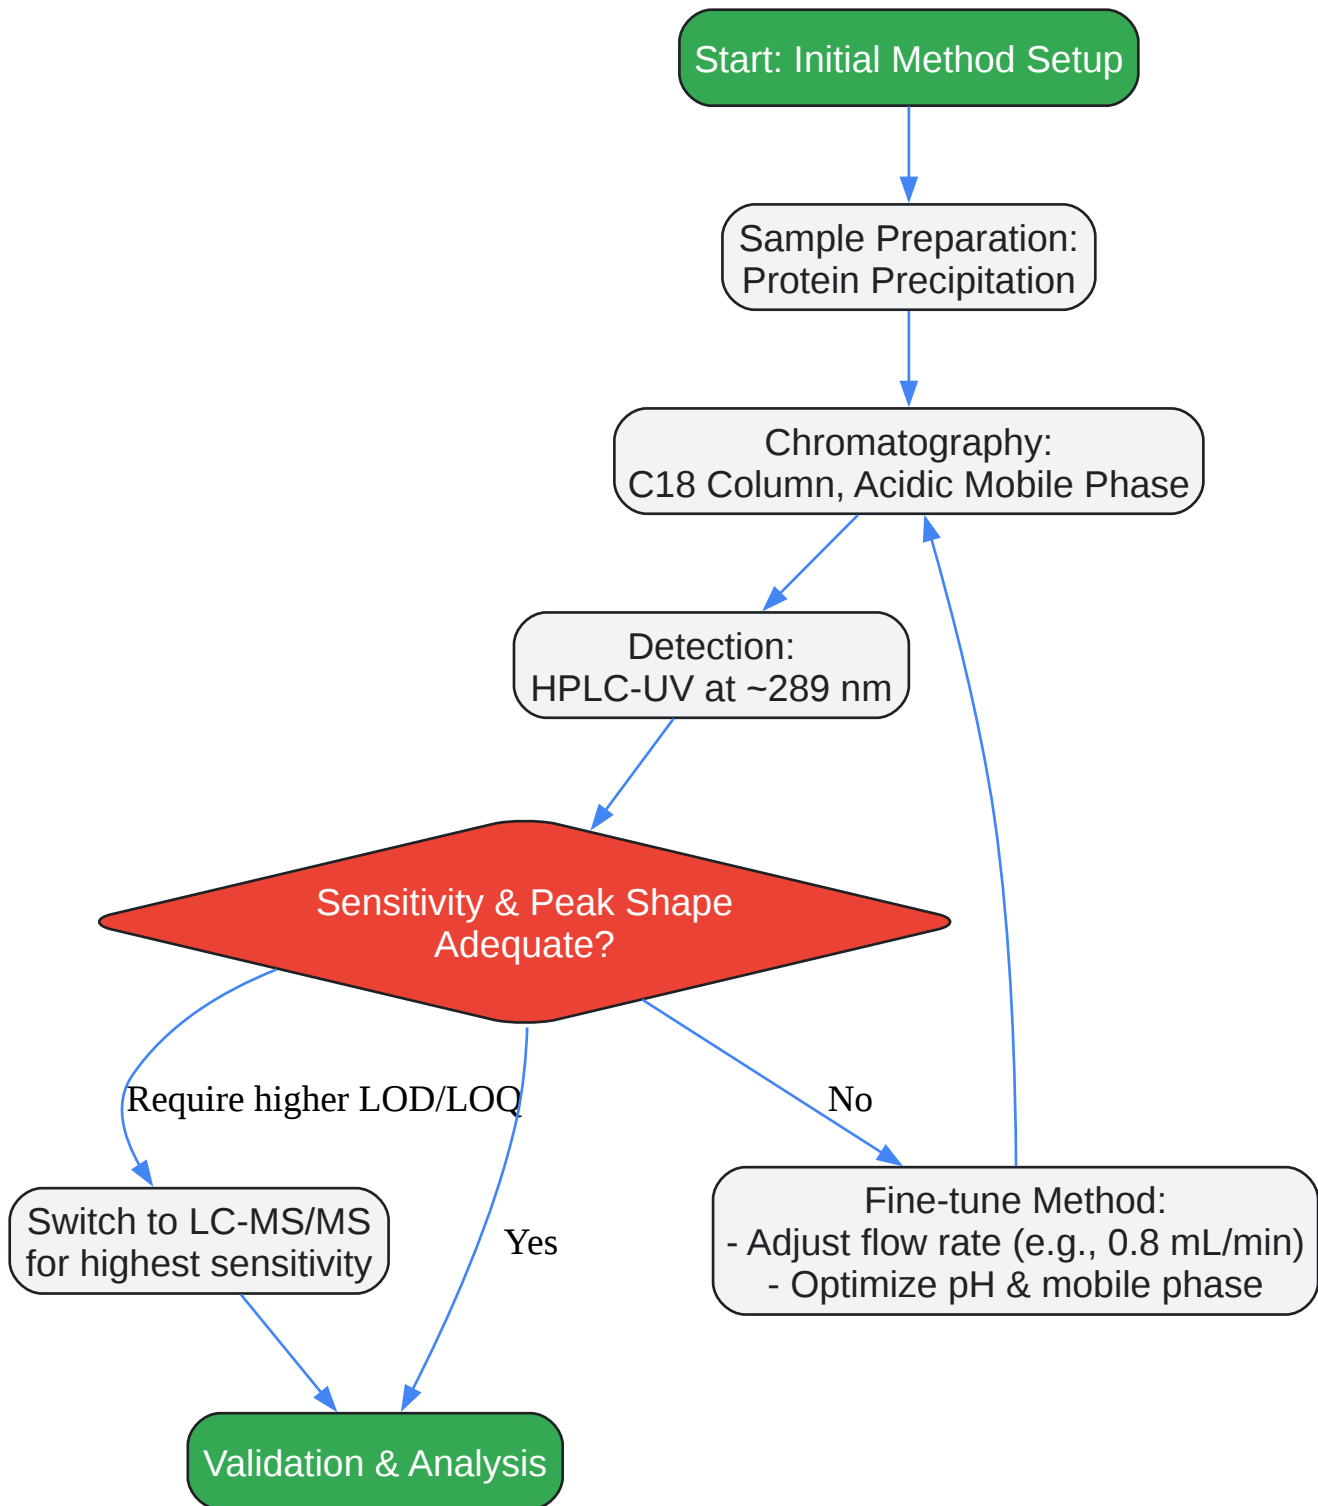 Start: Initial Method Setup
Sample Preparation:
Protein Precipitation
Chromatography:
C18 Column, Acidic Mobile Phase
Detection:
HPLC-UV at ~289 nm
Sensitivity & Peak Shape
Adequate?
Require higher LOD/LOQ
No
Switch to LC-MS/MS
for highest sensitivity
Yes
Fine-tune Method:
- Adjust flow rate (e.g., 0.8 mL/min)
- Optimize pH & mobile phase
Validation & Analysis